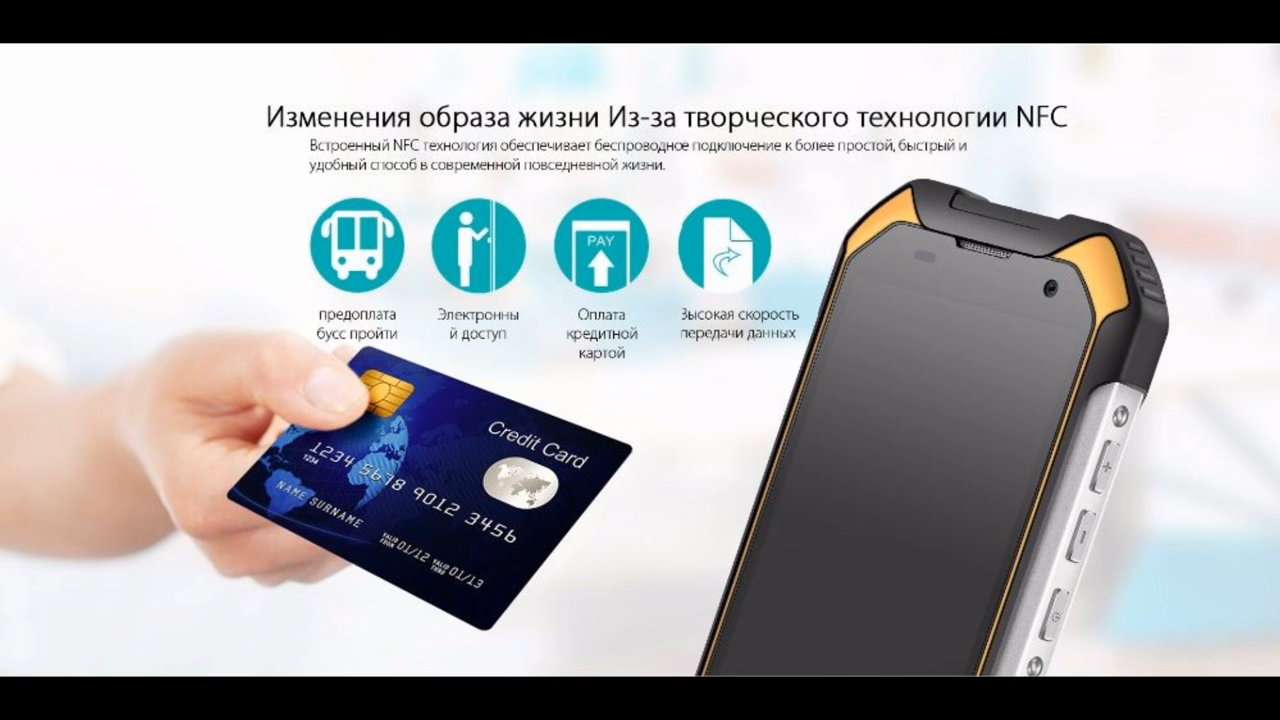 Изменения образа жизни Из-за творческого технологии NFC
Встроенный NFC технология обеспечивает беспроводное подключение к более простой, быстрый и
удобный способ в современной повседневной жизни.
PAY
предоплата
бусс пройти
Электронны
й доступ
Оплата
кредитной
картой
Зысокая скорость
передачи данных
Credit Card
1234 5678 9012 3456
1234
NAME SURNAME
VALID FROM 01/12 VALID THRU 01/13